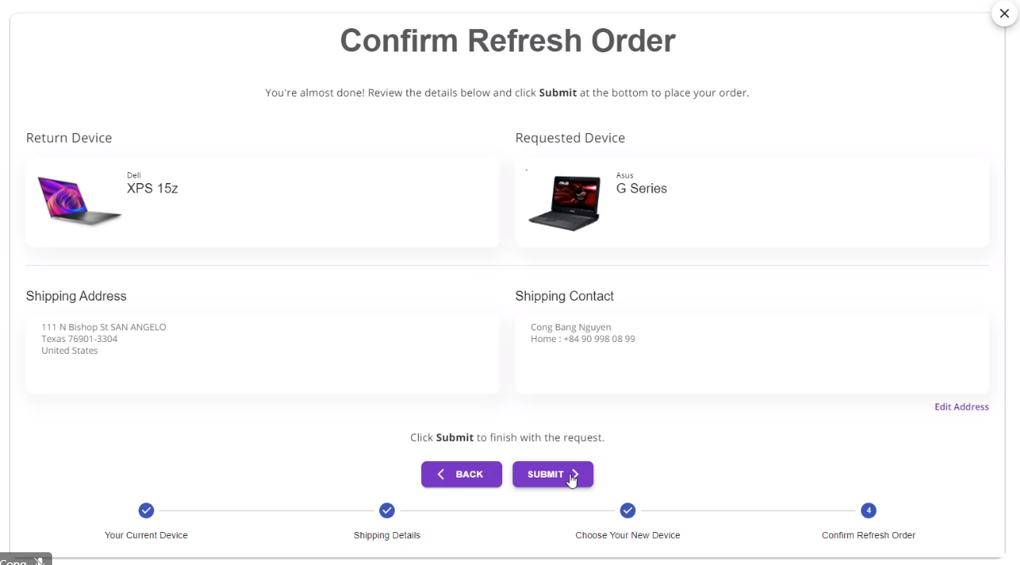 Confirm Refresh Order
You're almost done! Review the details below and click Submit at the bottom to place your order.
Return Device
Requested Device
Dell
XPS 15z
Asus
G Series
Shipping Address
Shipping Contact
111 N Bishop St SAN ANGELO
Texas 76901-3304
United States
Cong Bang Nguyen
Home : +84 90 998 08 99
Edit Address
Click Submit to finish with the request.
BACK
SUBMIT
4
Your Current Device
Shipping Details
Choose Your New Device
Confirm Refresh Order
Cong